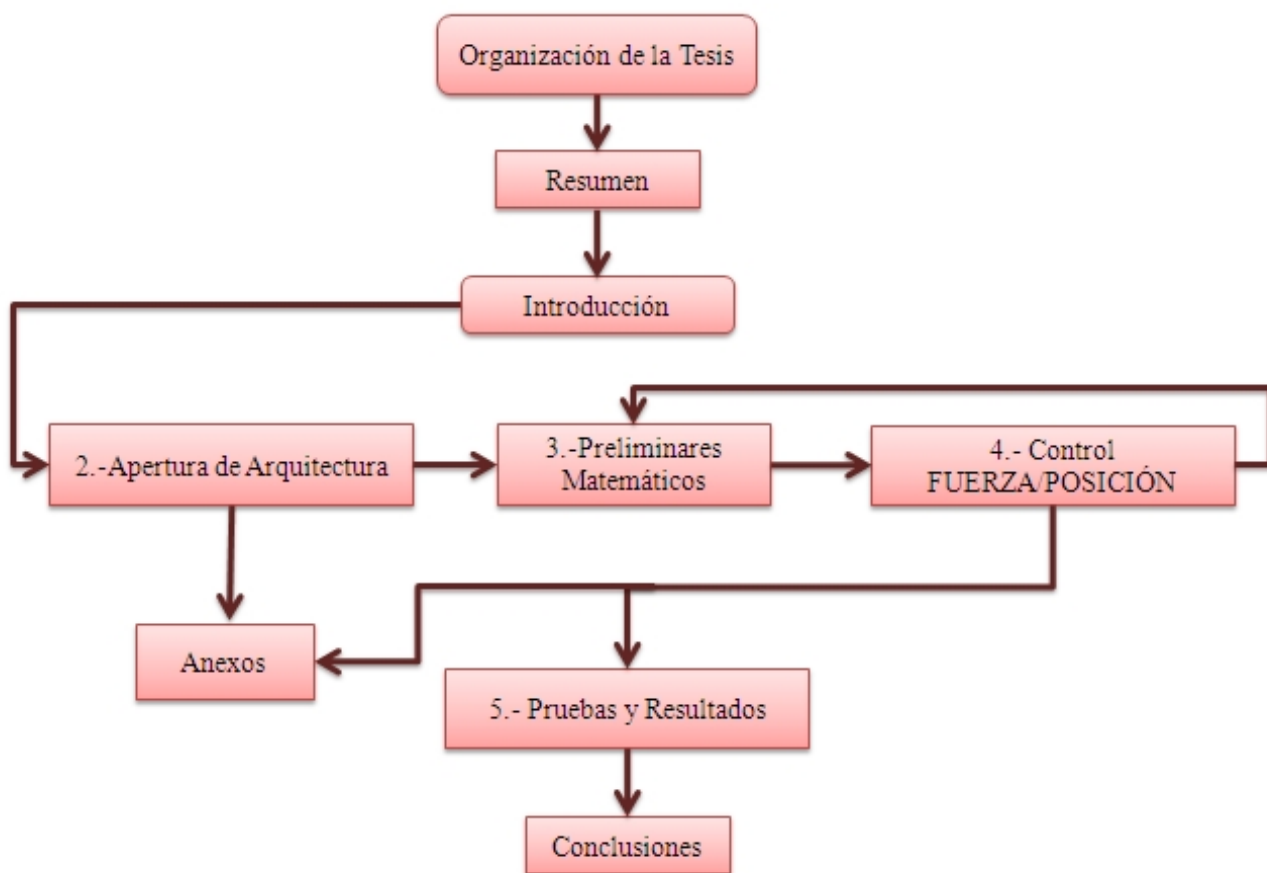 Organización de la Tesis
Resumen
Introducción
2.-Apertura de Arquitectura
3.-Preliminares
Matemáticos
4.- Control
FUERZA/POSICIÓN
Anexos
5.- Pruebas y Resultados
Conclusiones